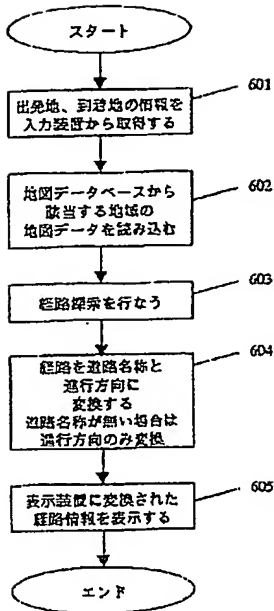 スタート
601
出発地、到着地の情報を
入力装置から取得する
602
地図データベースから
該当する地域の
地図データを読み込む
603
経路探索を行なう
604
経路を道路名称と
進行方向に
変換する
道路名称が無い場合は
進行方向のみ変換
605
表示装置に変換された
経路情報を表示する
エンド